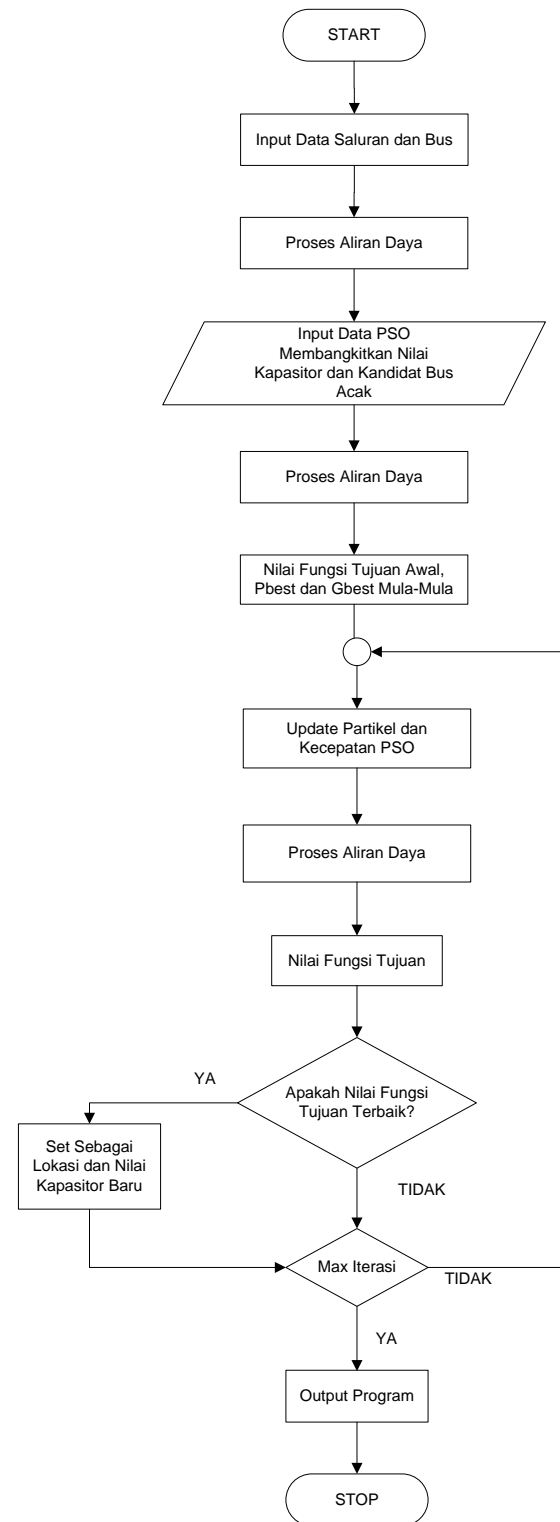 START
Input Data Saluran dan Bus
Proses Aliran Daya
Input Data PSO
Membangkitkan Nilai
Kapasitor dan Kandidat Bus
Acak
Proses Aliran Daya
Nilai Fungsi Tujuan Awal,
Pbest dan Gbest Mula-Mula
Update Partikel dan
Kecepatan PSO
Proses Aliran Daya
Nilai Fungsi Tujuan
Apakah Nilai Fungsi
Tujuan Terbaik?
YA
Set Sebagai
Lokasi dan Nilai
Kapasitor Baru
TIDAK
Max Iterasi
TIDAK
YA
Output Program
STOP